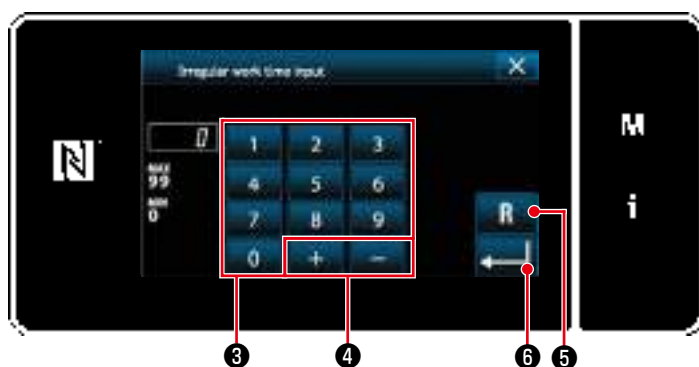 Irregular work time input
0
1 2 3
MAX
99
4 5 6
MIN
0
7 8 9
0 + −
R
M
i
❸ ❹ ❻ ❺